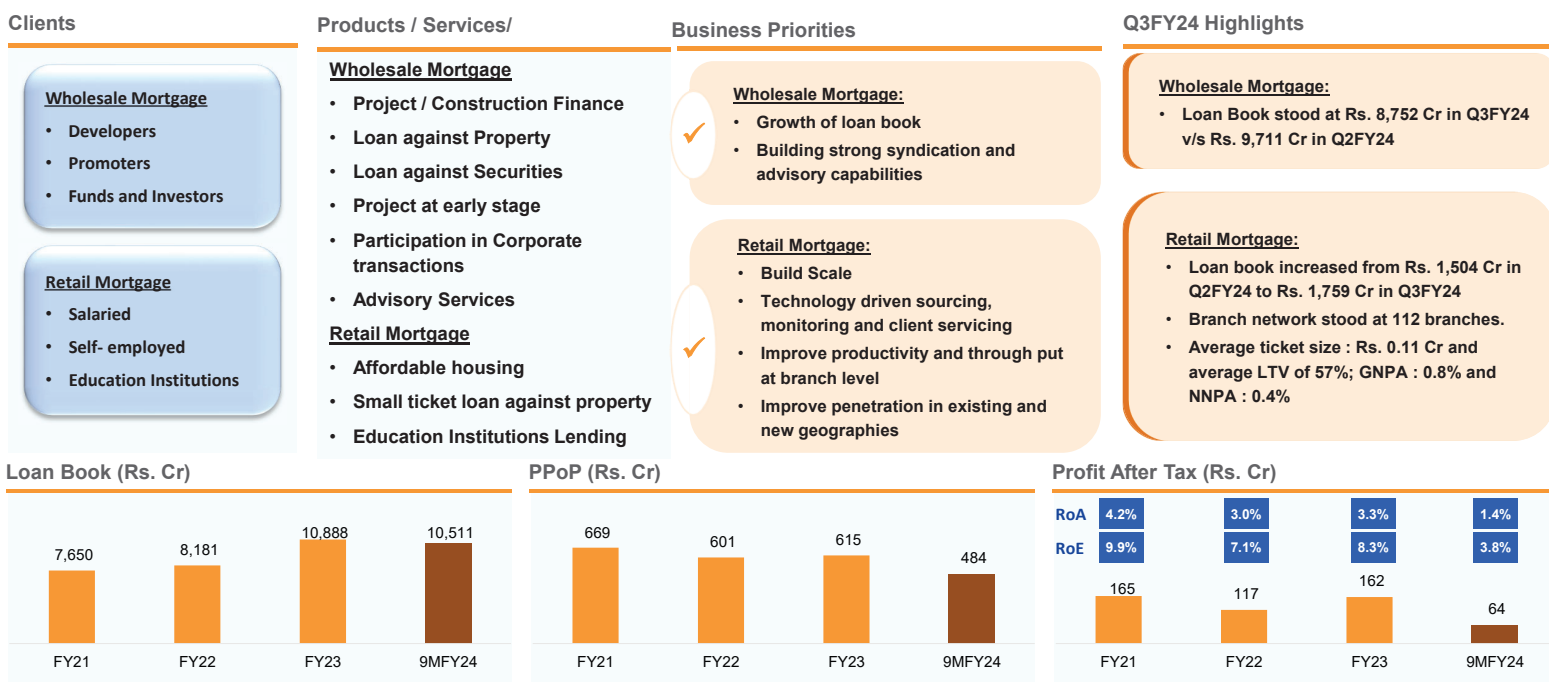 Clients
Wholesale Mortgage
• Developers
• Promoters
• Funds and Investors
Retail Mortgage
• Salaried
• Self- employed
• Education Institutions
Products / Services/
Wholesale Mortgage
• Project / Construction Finance
• Loan against Property
• Loan against Securities
• Project at early stage
• Participation in Corporate
transactions
• Advisory Services
Retail Mortgage
• Affordable housing
• Small ticket loan against property
• Education Institutions Lending
Business Priorities
Wholesale Mortgage:
• Growth of loan book
• Building strong syndication and
advisory capabilities
Retail Mortgage:
• Build Scale
• Technology driven sourcing,
monitoring and client servicing
• Improve productivity and through put
at branch level
• Improve penetration in existing and
new geographies
Q3FY24 Highlights
Wholesale Mortgage:
• Loan Book stood at Rs. 8,752 Cr in Q3FY24
v/s Rs. 9,711 Cr in Q2FY24
Retail Mortgage:
• Loan book increased from Rs. 1,504 Cr in
Q2FY24 to Rs. 1,759 Cr in Q3FY24
• Branch network stood at 112 branches.
• Average ticket size : Rs. 0.11 Cr and
average LTV of 57%; GNPA : 0.8% and
NNPA : 0.4%
Loan Book (Rs. Cr)
7,650 8,181 10,888 10,511
FY21 FY22 FY23 9MFY24
PPoP (Rs. Cr)
669 601 615 484
FY21 FY22 FY23 9MFY24
Profit After Tax (Rs. Cr)
RoA 4.2% 3.0% 3.3% 1.4%
RoE 9.9% 7.1% 8.3% 3.8%
165 117 162 64
FY21 FY22 FY23 9MFY24